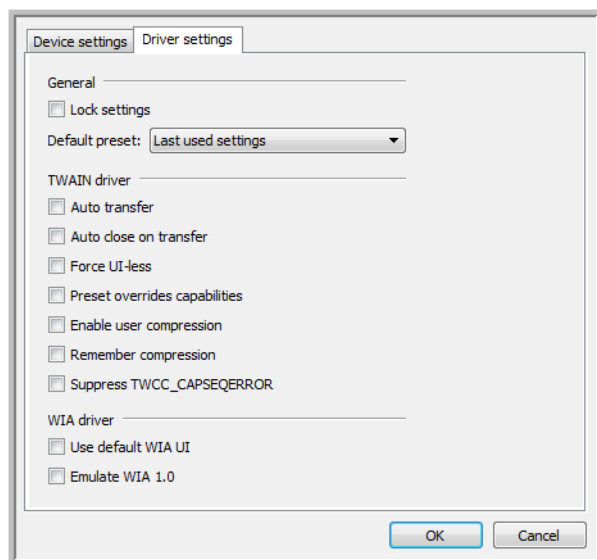 Device settings Driver settings
General
Lock settings
Default preset: Last used settings
TWAIN driver
Auto transfer
Auto close on transfer
Force UI-less
Preset overrides capabilities
Enable user compression
Remember compression
Suppress TWCC_CAPSEQERROR
WIA driver
Use default WIA UI
Emulate WIA 1.0
OK Cancel